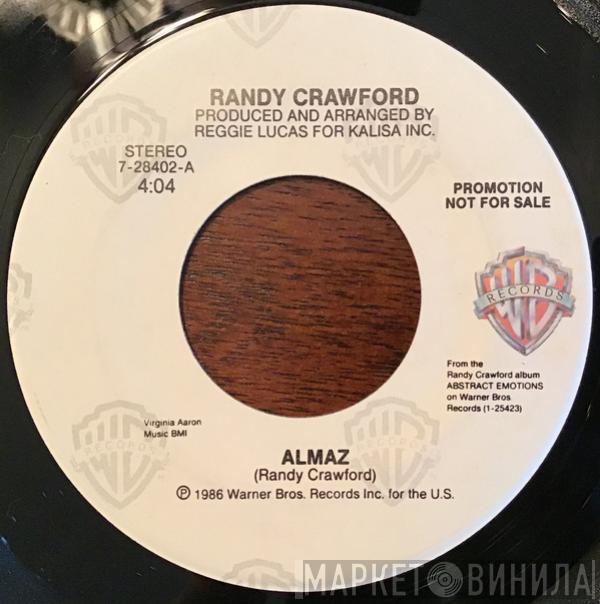 RANDY CRAWFORD
PRODUCED AND ARRANGED BY
REGGIE LUCAS FOR KALISA INC.
STEREO
7-28402-A
4:04
PROMOTION
NOT FOR SALE
RECORDS
From the
Randy Crawford album
ABSTRACT EMOTIONS
on Warner Bros
Records (1-25423)
Virginia Aaron
Music BMI
ALMAZ
(Randy Crawford)
℗ 1986 Warner Bros. Records Inc. for the U.S.
МАРКЕТ ВИНИЛА